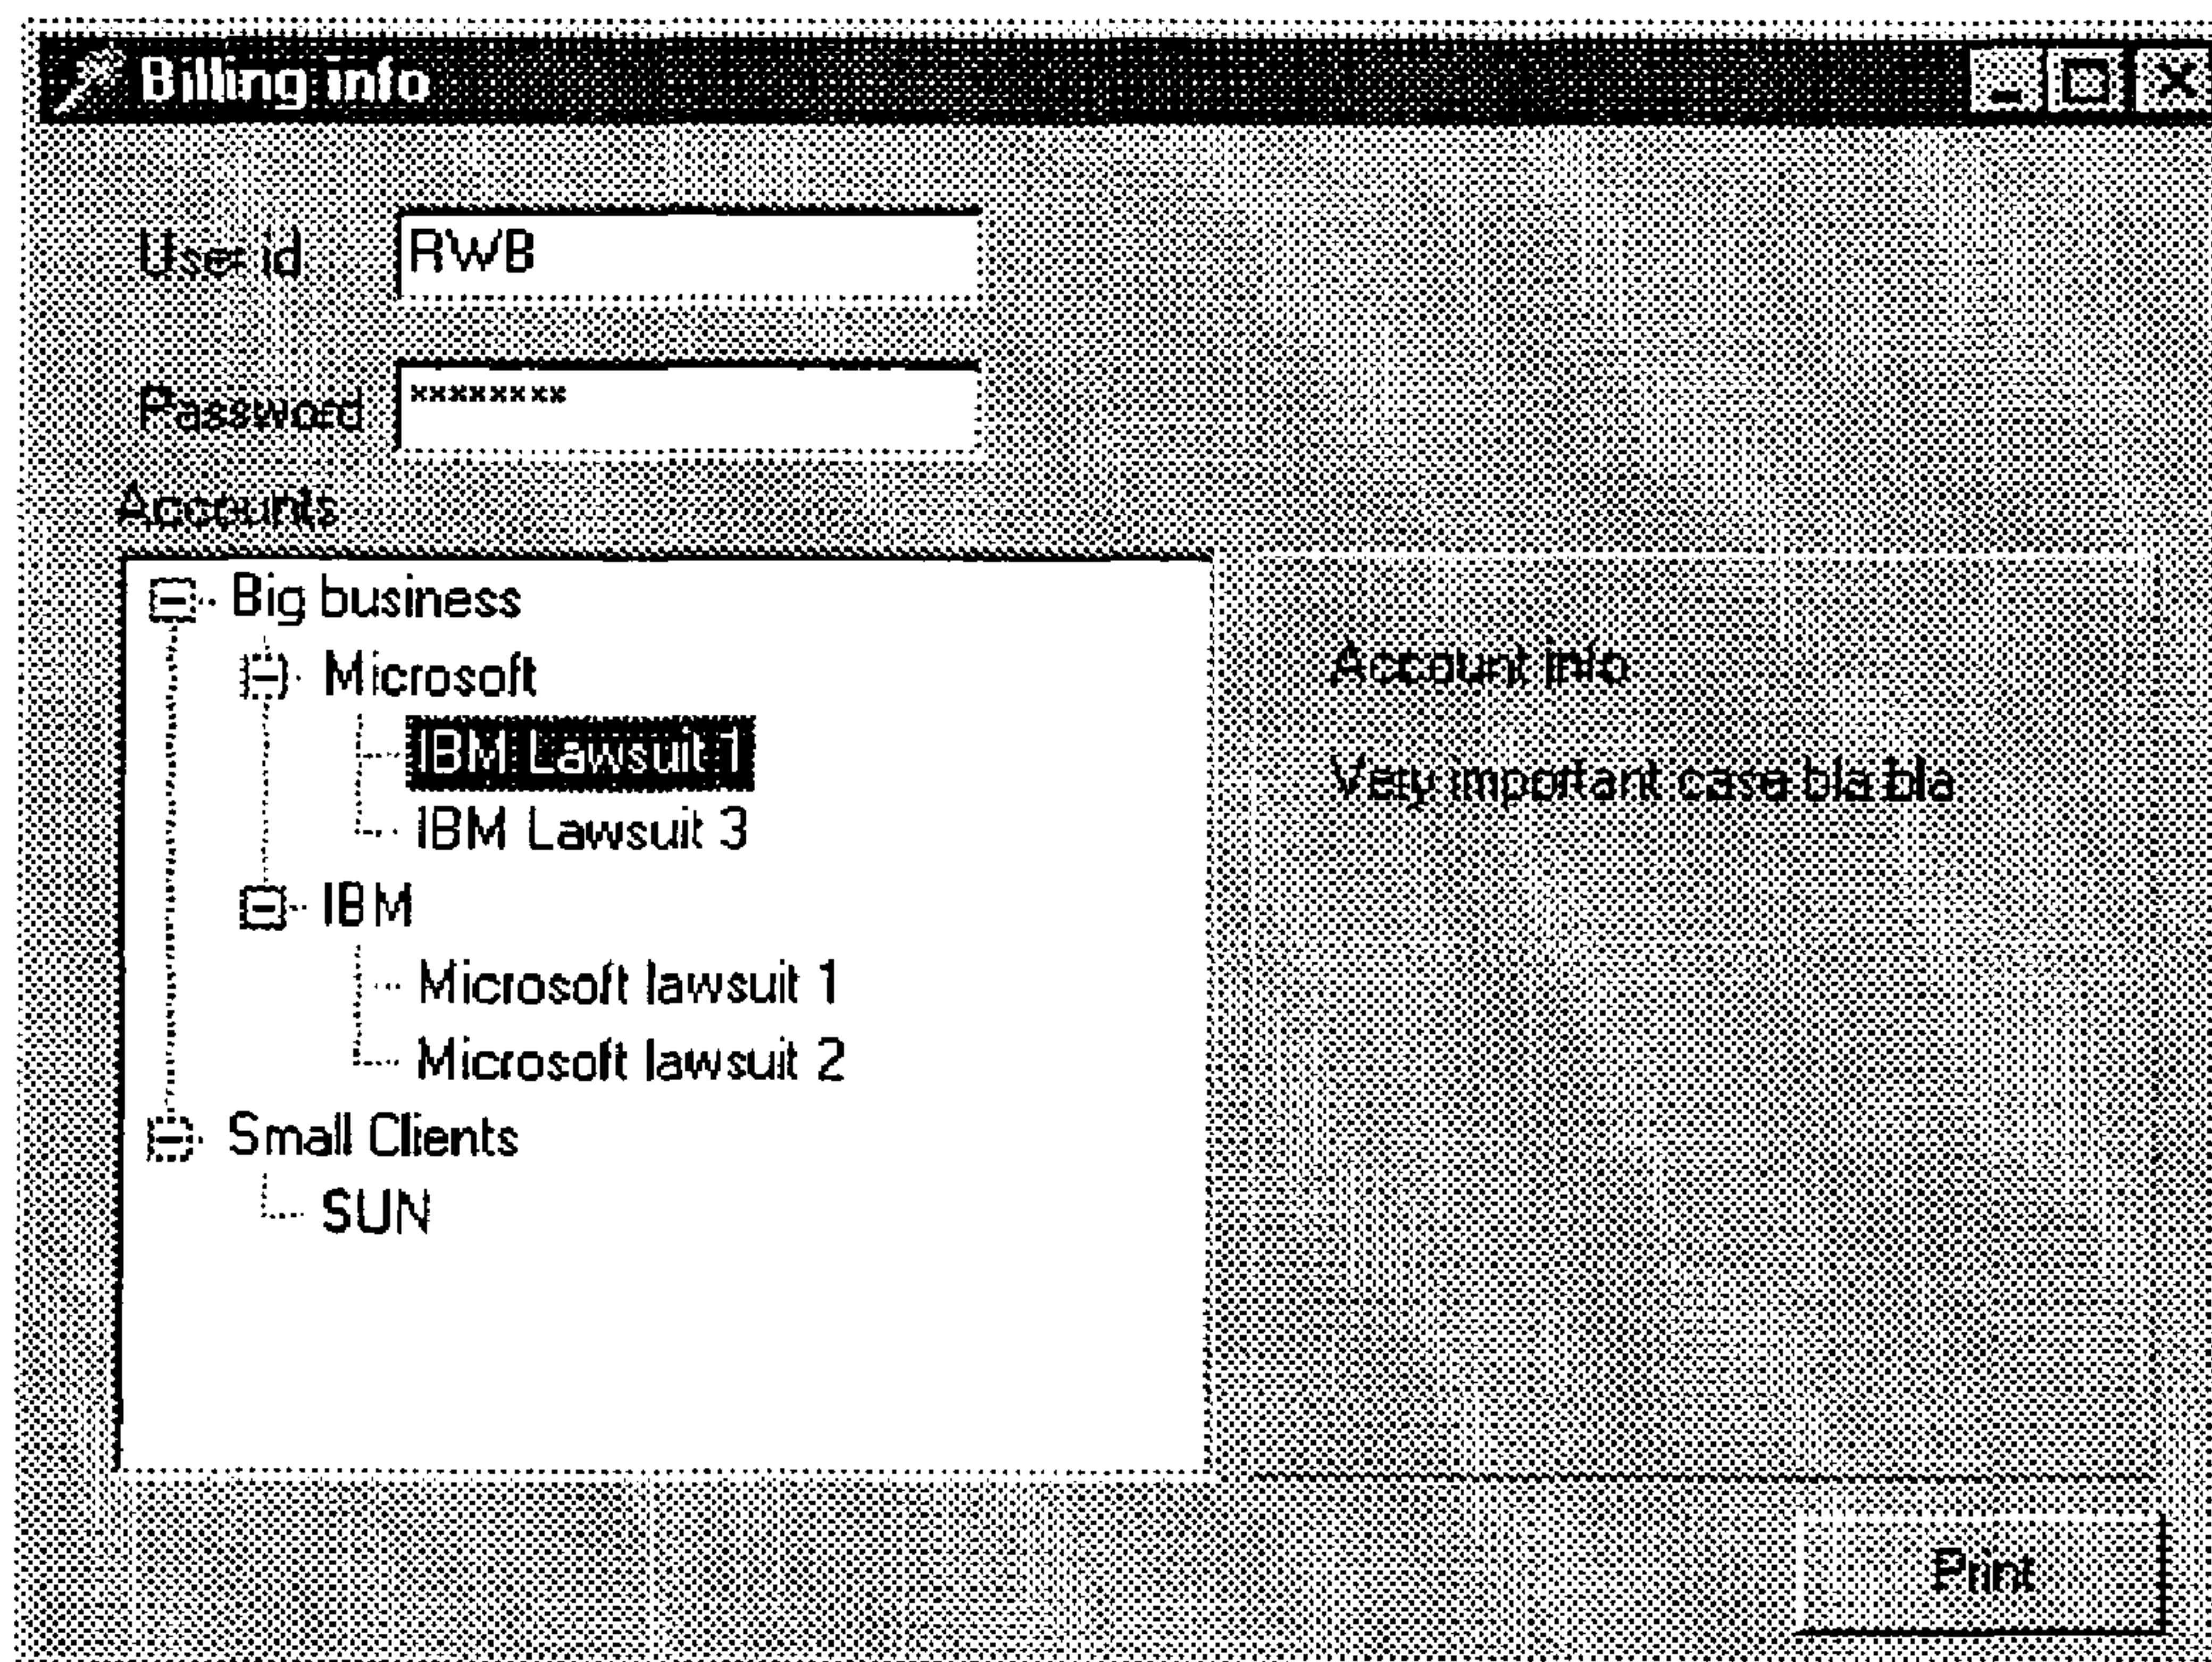 Billing info
User id RWB
Password ********
Accounts
Big business
Microsoft
IBM Lawsuit 1
IBM Lawsuit 3
IBM
Microsoft lawsuit 1
Microsoft lawsuit 2
Small Clients
SUN
Account info
Very important case bla bla
Print